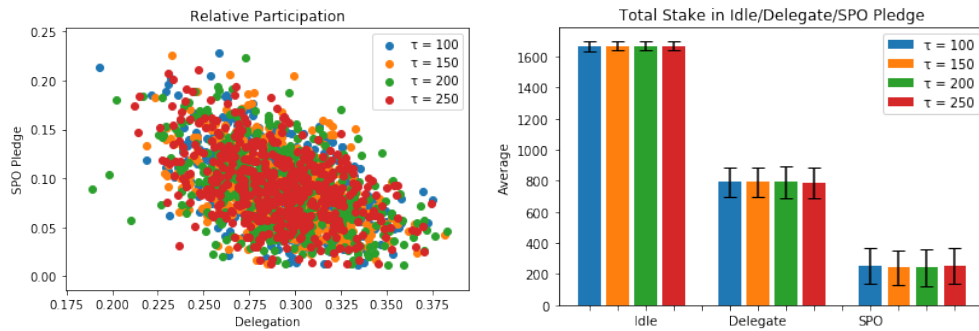 Relative Participation
0.25
0.20
0.15
0.10
0.05
0.00
SPO Pledge
τ = 100
τ = 150
τ = 200
τ = 250
0.175 0.200 0.225 0.250 0.275 0.300 0.325 0.350 0.375
Delegation
Total Stake in Idle/Delegate/SPO Pledge
1600
1400
1200
1000
800
600
400
200
0
Average
τ = 100
τ = 150
τ = 200
τ = 250
Idle Delegate SPO